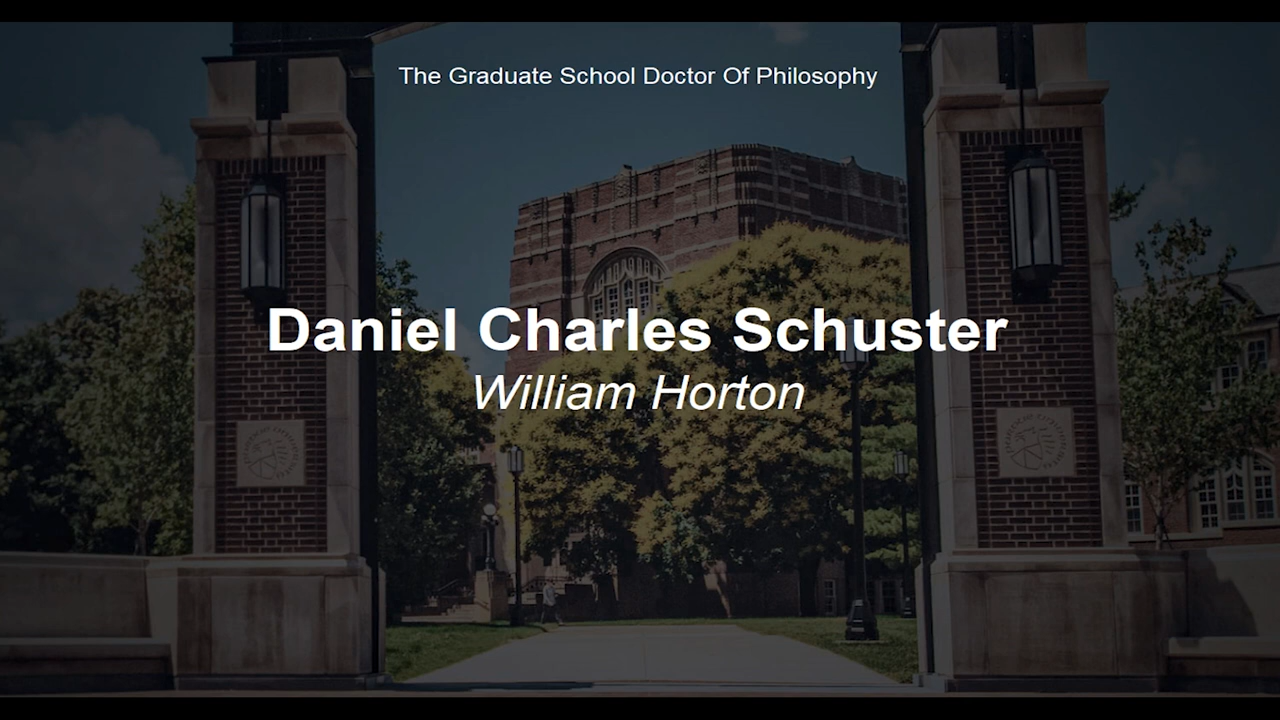 The Graduate School Doctor Of Philosophy
Daniel Charles Schuster
William Horton